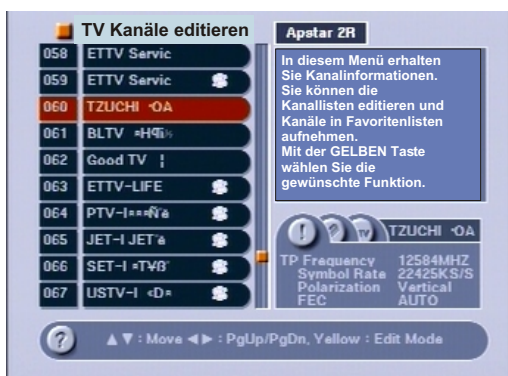 TV Kanäle editieren
Apstar 2R
058 ETTV Servic
059 ETTV Servic
060 TZUCHI ·OA
061 BLTV
062 Good TV ¦
063 ETTV-LIFE
064
065 JET-I
066 SET-I
067 USTV-I «D¤
In diesem Menü erhalten
Sie Kanalinformationen.
Sie können die
Kanallisten editieren und
Kanäle in Favoritenlisten
aufnehmen.
Mit der GELBEN Taste
wählen Sie die
gewünschte Funktion.
! ? TV TZUCHI ·OA
TP Frequency 12584MHZ
Symbol Rate 22425KS/S
Polarization Vertical
FEC AUTO
? ▲▼ : Move ◄► : PgUp/PgDn, Yellow : Edit Mode